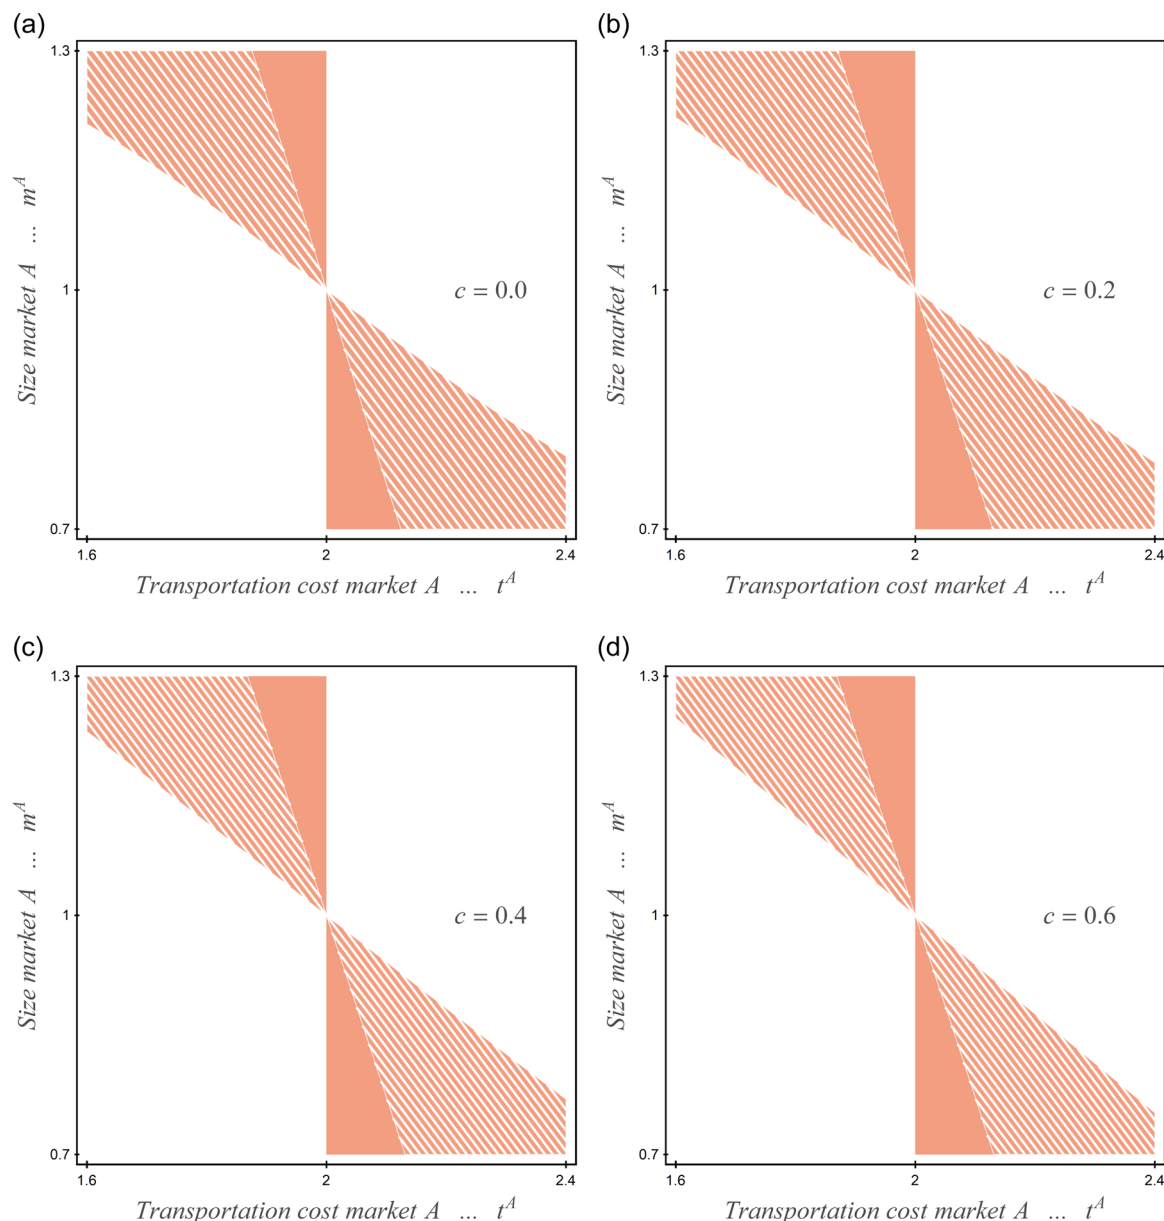 (a)
1.3
1
0.7
Size market A ... m^A
c = 0.0
1.6 2 2.4
Transportation cost market A ... t^A
(b)
1.3
1
0.7
Size market A ... m^A
c = 0.2
1.6 2 2.4
Transportation cost market A ... t^A
(c)
1.3
1
0.7
Size market A ... m^A
c = 0.4
1.6 2 2.4
Transportation cost market A ... t^A
(d)
1.3
1
0.7
Size market A ... m^A
c = 0.6
1.6 2 2.4
Transportation cost market A ... t^A